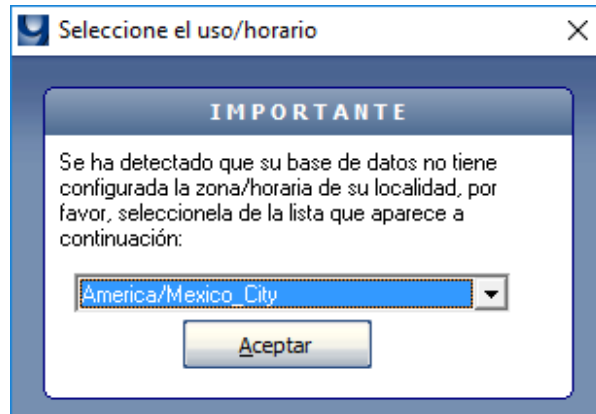 Seleccione el uso/horario
IMPORTANTE
Se ha detectado que su base de datos no tiene
configurada la zona/horaria de su localidad, por
favor, seleccionela de la lista que aparece a
continuación:
America/Mexico_City
Aceptar